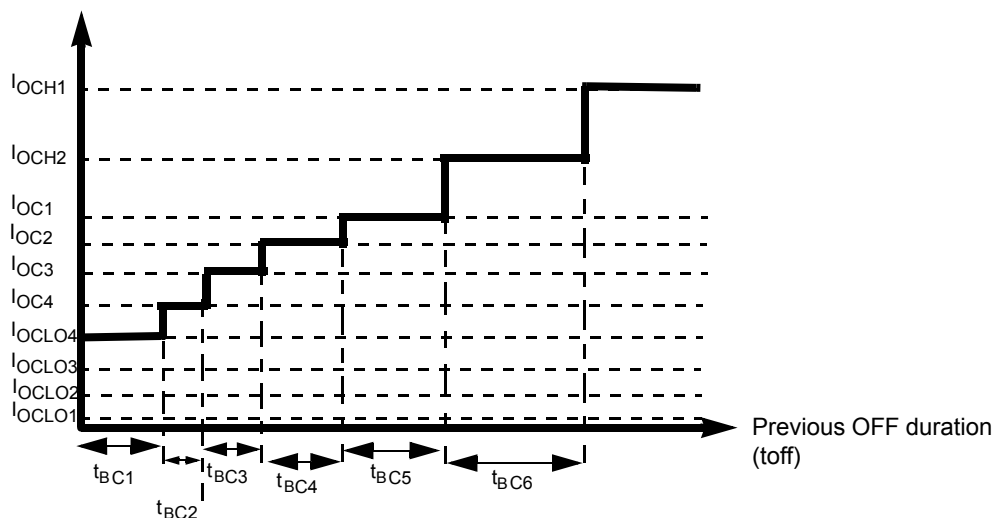 IOCH1
IOCH2
IOC1
IOC2
IOC3
IOC4
IOCLO4
IOCLO3
IOCLO2
IOCLO1
Previous OFF duration
(toff)
tBC1
tBC2
tBC3
tBC4
tBC5
tBC6